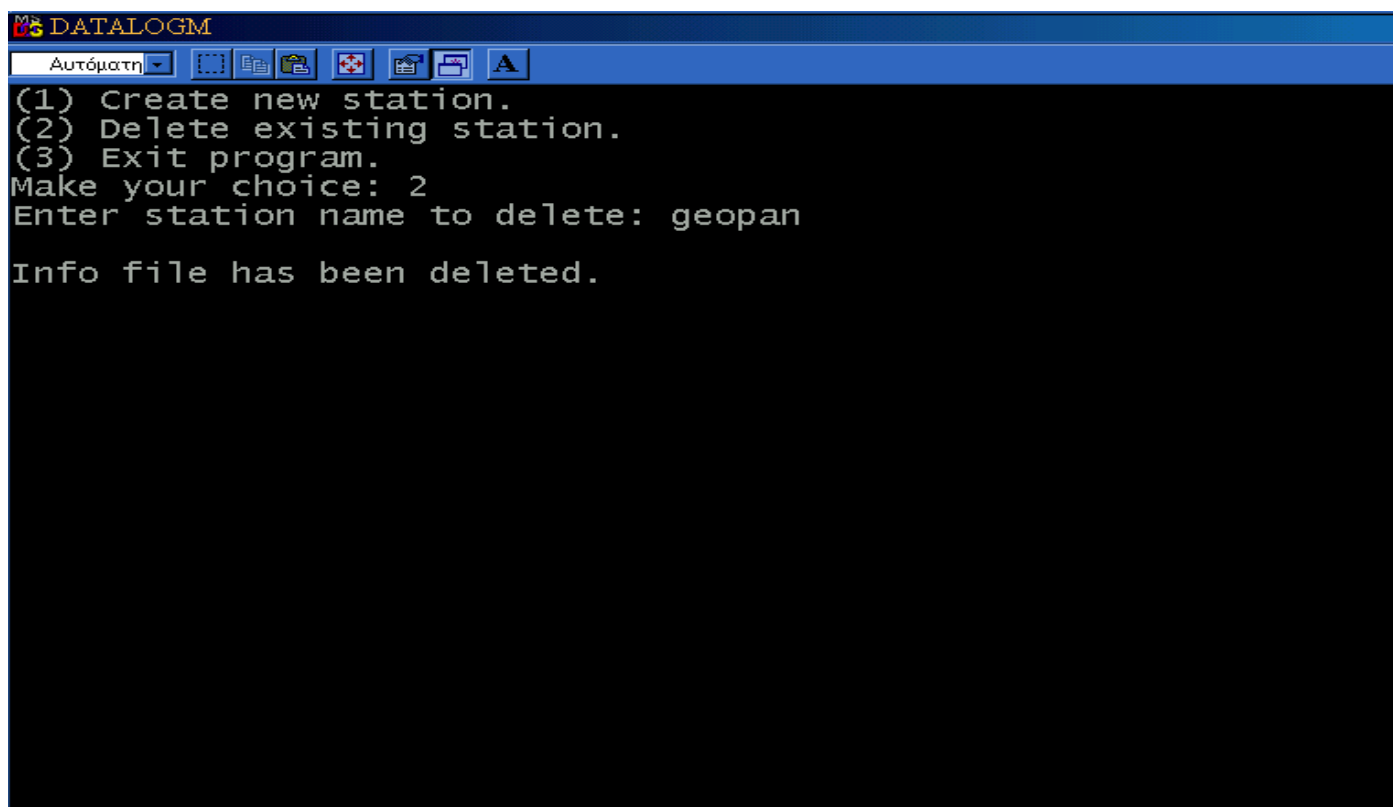 DATALOGM
Αυτόματη
A
(1) Create new station.
(2) Delete existing station.
(3) Exit program.
Make your choice: 2
Enter station name to delete: geopan
Info file has been deleted.